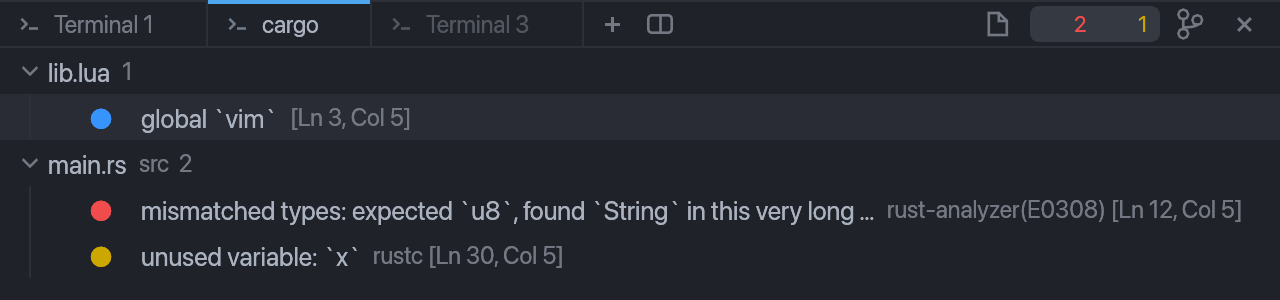 Terminal 1 cargo Terminal 3 2 1
lib.lua 1
global `vim` [Ln 3, Col 5]
main.rs src 2
mismatched types: expected `u8`, found `String` in this very long ... rust-analyzer(E0308) [Ln 12, Col 5]
unused variable: `x` rustc [Ln 30, Col 5]